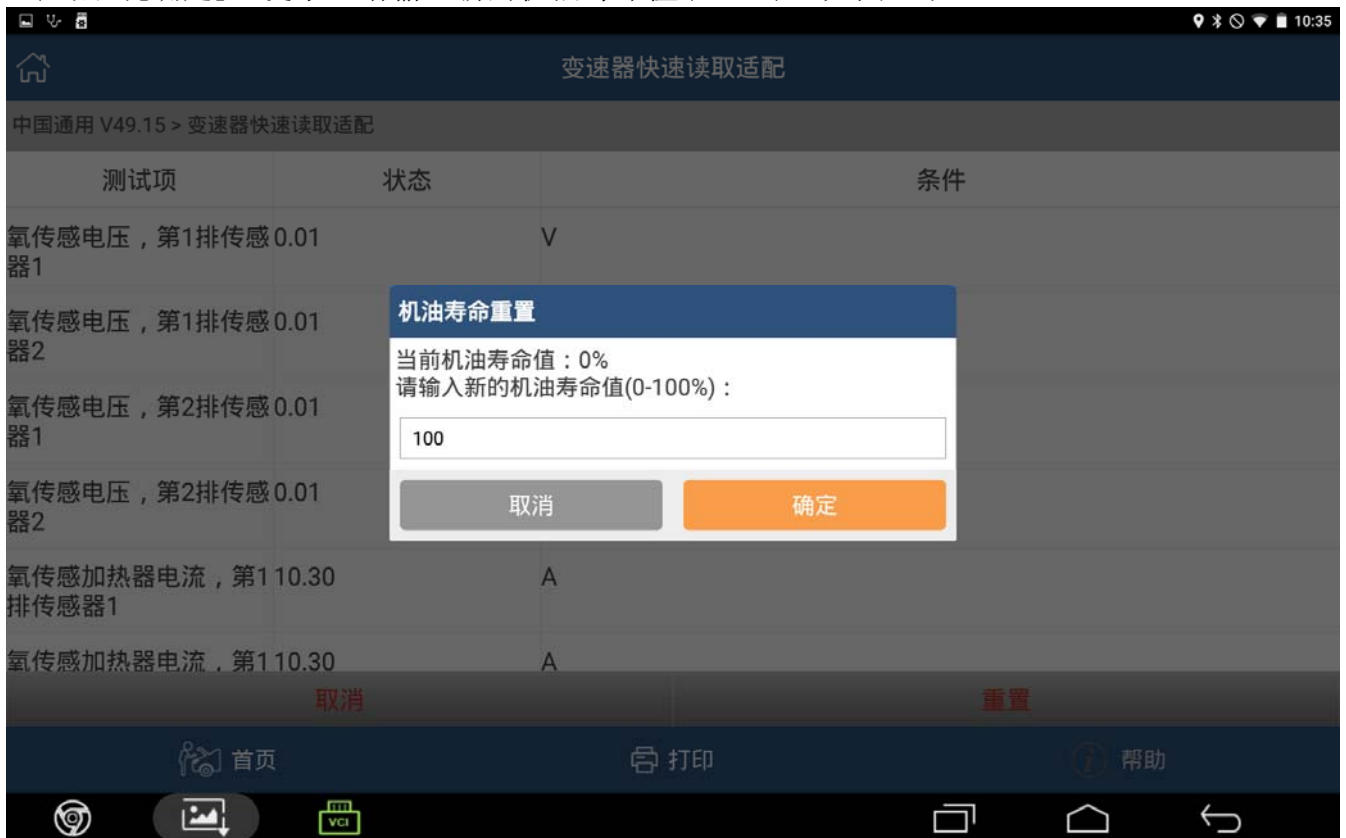 10:35
变速器快速读取适配
中国通用 V49.15 > 变速器快速读取适配
测试项 状态 条件
氧传感电压，第1排传感 0.01 V
器1
氧传感电压，第1排传感 0.01
器2
氧传感电压，第2排传感 0.01
器1
氧传感电压，第2排传感 0.01
器2
氧传感加热器电流，第1 10.30 A
排传感器1
氧传感加热器电流，第1 10.30 A
机油寿命重置
当前机油寿命值：0%
请输入新的机油寿命值(0-100%)：
100
取消 确定
取消 重置
首页 打印 帮助
VCI